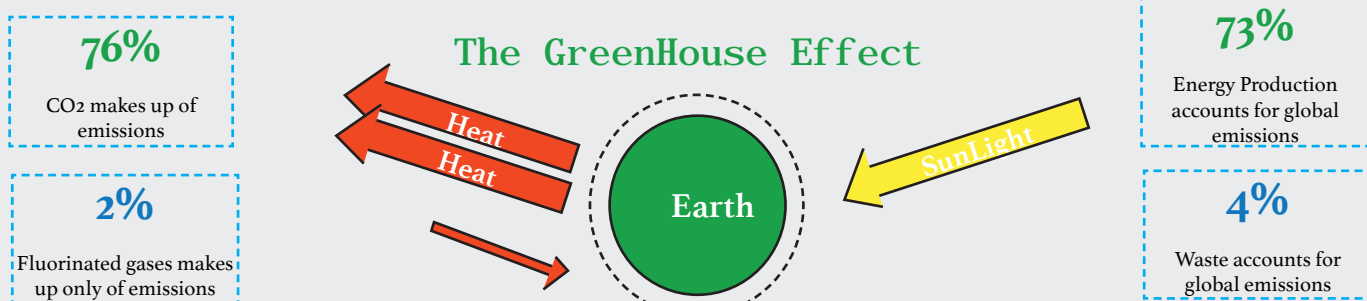 76%
CO2 makes up of
emissions
2%
Fluorinated gases makes
up only of emissions
The GreenHouse Effect
Heat
Heat
Earth
SunLight
73%
Energy Production
accounts for global
emissions
4%
Waste accounts for
global emissions